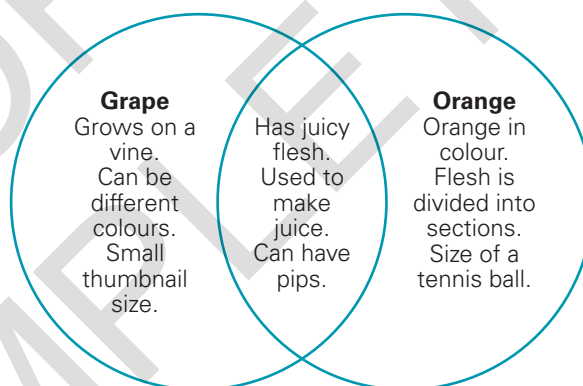 Grape
Grows on a
vine.
Can be
different
colours.
Small
thumbnail
size.
Has juicy
flesh.
Used to
make
juice.
Can have
pips.
Orange
Orange in
colour.
Flesh is
divided into
sections.
Size of a
tennis ball.